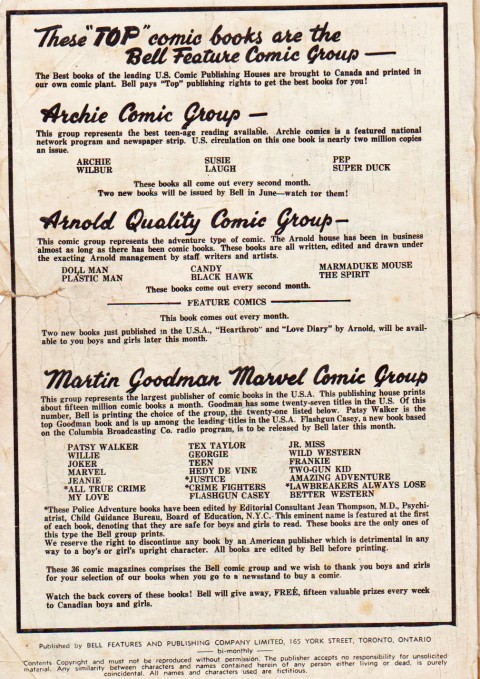 These "TOP" comic books are the
Bell Feature Comic Group —
The Best books of the leading U.S. Comic Publishing Houses are brought to Canada and printed in
our own comic plant. Bell pays "Top" publishing rights to get the best books for you!
Archie Comic Group —
This group represents the best teen-age reading available. Archie comics is a featured national
network program and newspaper strip. U.S. circulation on this one book is nearly two million copies
an issue.
ARCHIE SUSIE PEP
WILBUR LAUGH SUPER DUCK
These books all come out every second month.
Two new books will be issued by Bell in June—watch for them!
Arnold Quality Comic Group —
This comic group represents the adventure type of comic. The Arnold house has been in business
almost as long as there has been comic books. These books are all written, edited and drawn under
the exacting Arnold management by staff writers and artists.
DOLL MAN CANDY MARMADUKE MOUSE
PLASTIC MAN BLACK HAWK THE SPIRIT
These books come out every second month.
FEATURE COMICS
This book comes out every month.
Two new books just published in the U.S.A., "Hearthrob" and "Love Diary" by Arnold, will be avail-
able to you boys and girls later this month.
Martin Goodman Marvel Comic Group
This group represents the largest publisher of comic books in the U.S.A. This publishing house prints
about fifteen million comic books a month. Goodman has some twenty-seven titles in the U.S. Of this
number, Bell is printing the choice of the group, the twenty-one listed below. Patsy Walker is the
top Goodman book and is up among the leading titles in the U.S.A. Flashgun Casey, a new book based
on the Columbia Broadcasting Co. radio program, is to be released by Bell later this month.
PATSY WALKER TEX TAYLOR JR. MISS
WILLIE GEORGIE WILD WESTERN
JOKER TEEN FRANKIE
MARVEL HEDY DE VINE TWO-GUN KID
JEANIE *JUSTICE AMAZING ADVENTURE
*ALL TRUE CRIME *CRIME FIGHTERS *LAWBREAKERS ALWAYS LOSE
MY LOVE FLASHGUN CASEY BETTER WESTERN
*These Police Adventure books have been edited by Editorial Consultant Jean Thompson, M.D., Psychi-
atrist, Child Guidance Bureau, Board of Education, N.Y.C. This eminent name is featured at the first
of each book, denoting that they are safe for boys and girls to read. These books are the only ones of
this type the Bell group prints.
We reserve the right to discontinue any book by an American publisher which is detrimental in any
way to a boy's or girl's upright character. All books are edited by Bell before printing.
These 36 comic magazines comprises the Bell comic group and we wish to thank you boys and girls
for your selection of our books when you go to a newsstand to buy a comic.
Watch the back covers of these books! Bell will give away, FREE, fifteen valuable prizes every week
to Canadian boys and girls.
Published by BELL FEATURES AND PUBLISHING COMPANY LIMITED, 165 YORK STREET, TORONTO, ONTARIO
— bi-monthly —
Contents Copyright and must not be reproduced without permission. The publisher accepts no responsibility for unsolicited
material. Any similarity between characters and names contained herein of any person either living or dead, is purely
coincidental. All names and characters used are fictitious.